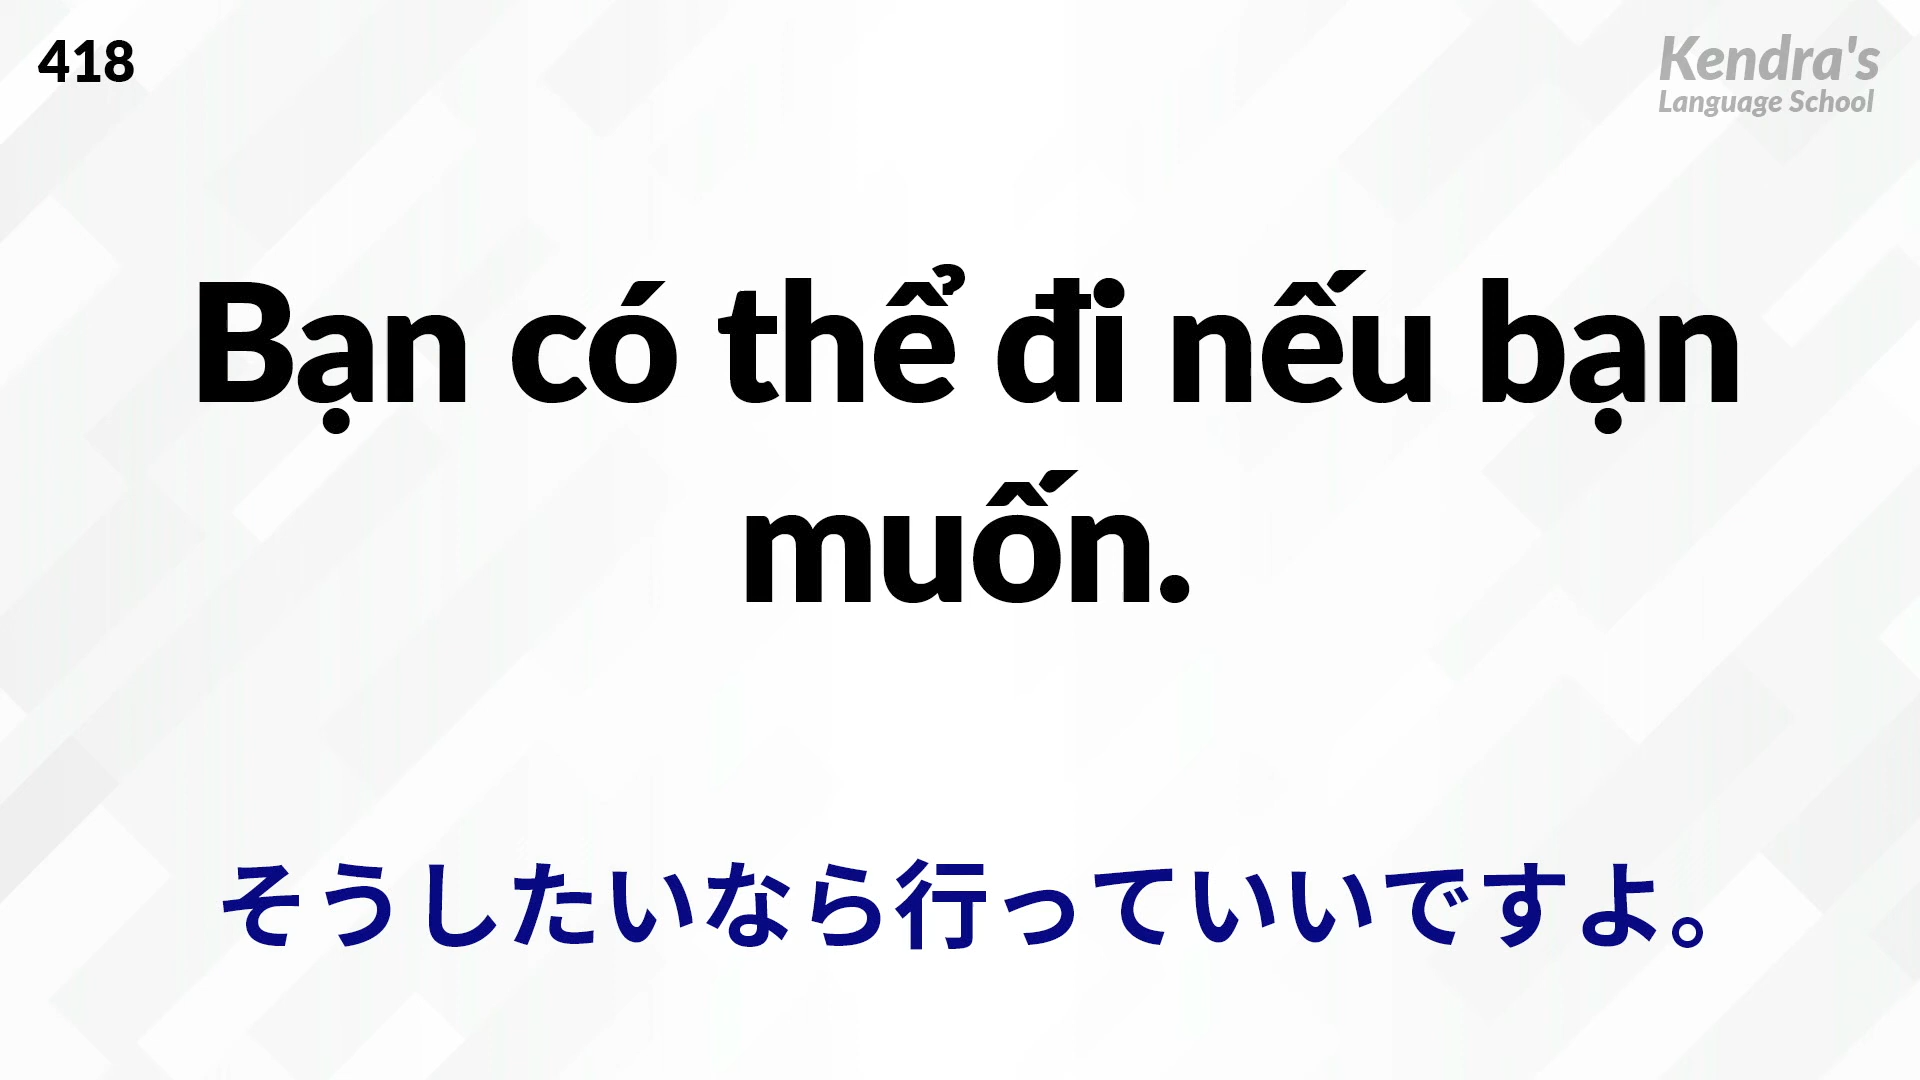 418
Kendra's
Language School
Bạn có thể đi nếu bạn
muốn.
そうしたいなら行っていいですよ。